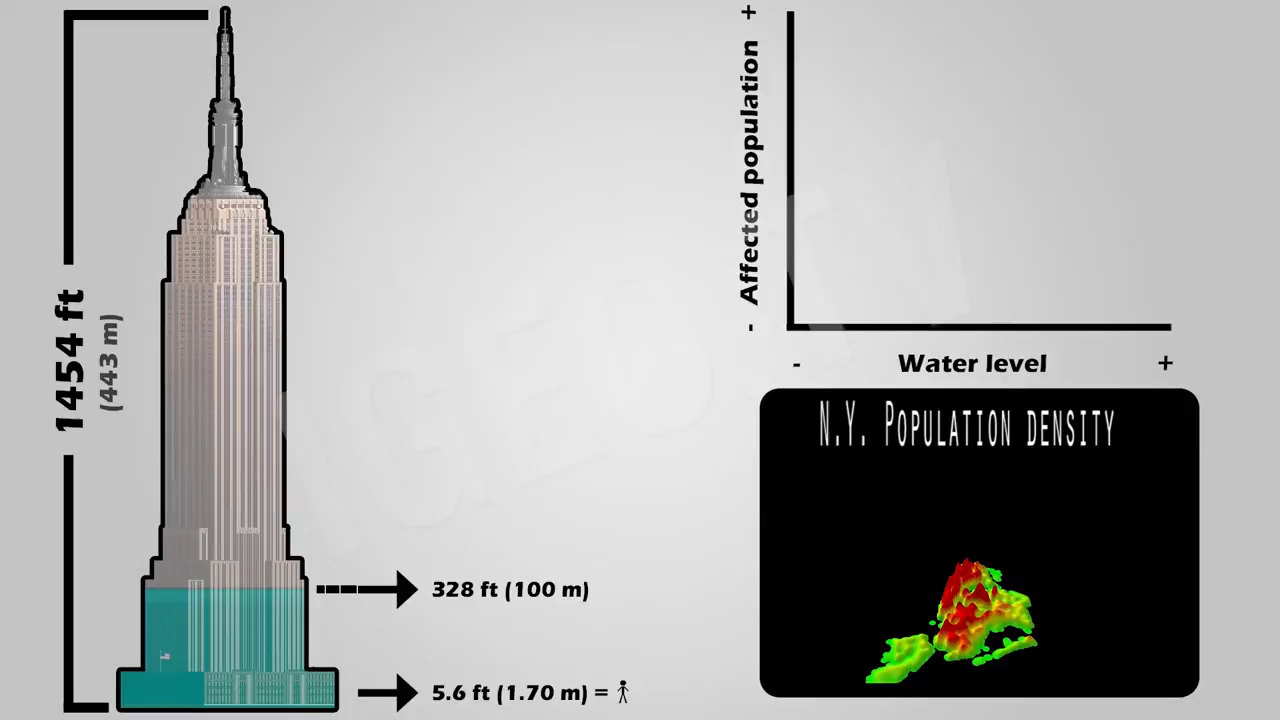 1454 ft
(443 m)
328 ft (100 m)
5.6 ft (1.70 m) =
- Affected population +
- Water level +
N.Y. POPULATION DENSITY